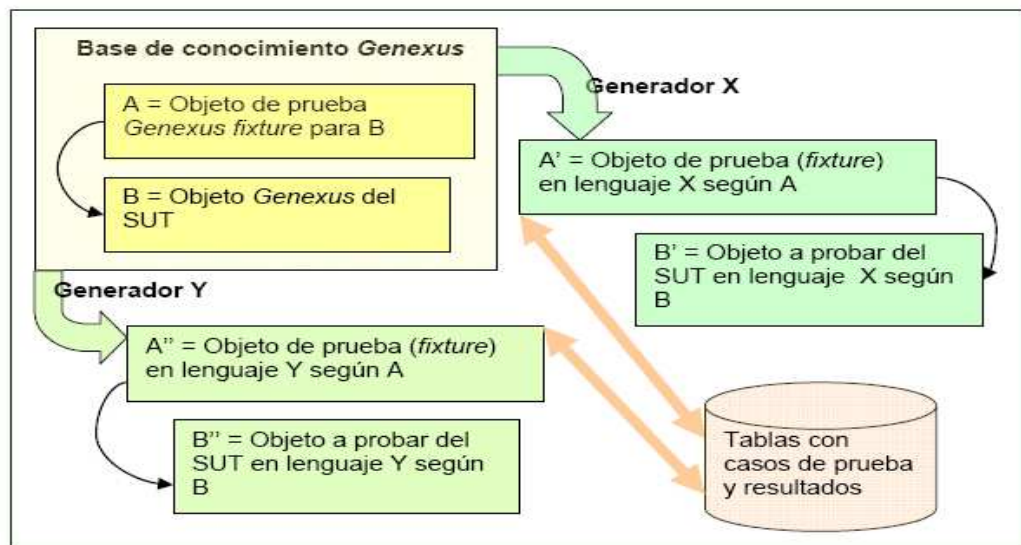 Base de conocimiento Genexus
A = Objeto de prueba
Genexus fixture para B
B = Objeto Genexus del
SUT
Generador X
A’ = Objeto de prueba (fixture)
en lenguaje X según A
B’ = Objeto a probar del
SUT en lenguaje X según
B
Generador Y
A’’ = Objeto de prueba (fixture)
en lenguaje Y según A
B’’ = Objeto a probar del
SUT en lenguaje Y según
B
Tablas con
casos de prueba
y resultados